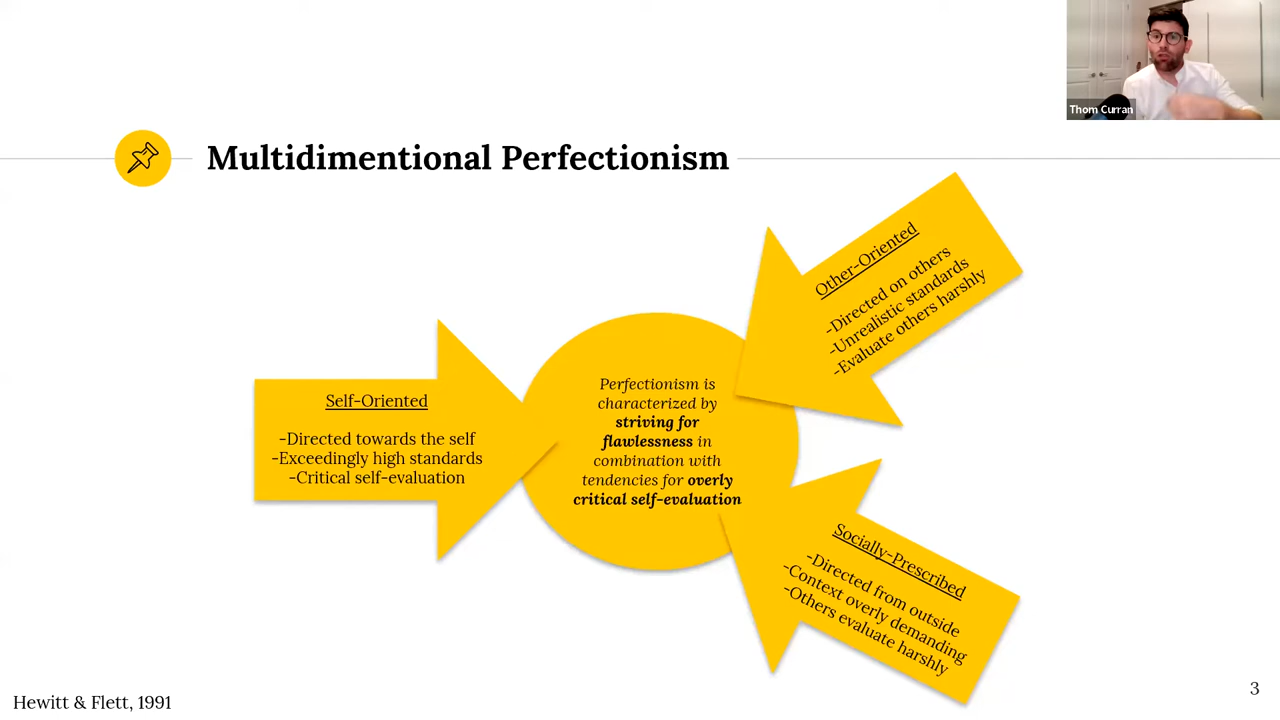 Thom Curran
Multidimentional Perfectionism
Other-Oriented
-Directed on others
-Unrealistic standards
-Evaluate others harshly
Self-Oriented
-Directed towards the self
-Exceedingly high standards
-Critical self-evaluation
Perfectionism is
characterized by
striving for
flawlessness in
combination with
tendencies for overly
critical self-evaluation
Socially-Prescribed
-Directed from outside
-Context overly demanding
-Others evaluate harshly
Hewitt & Flett, 1991
3